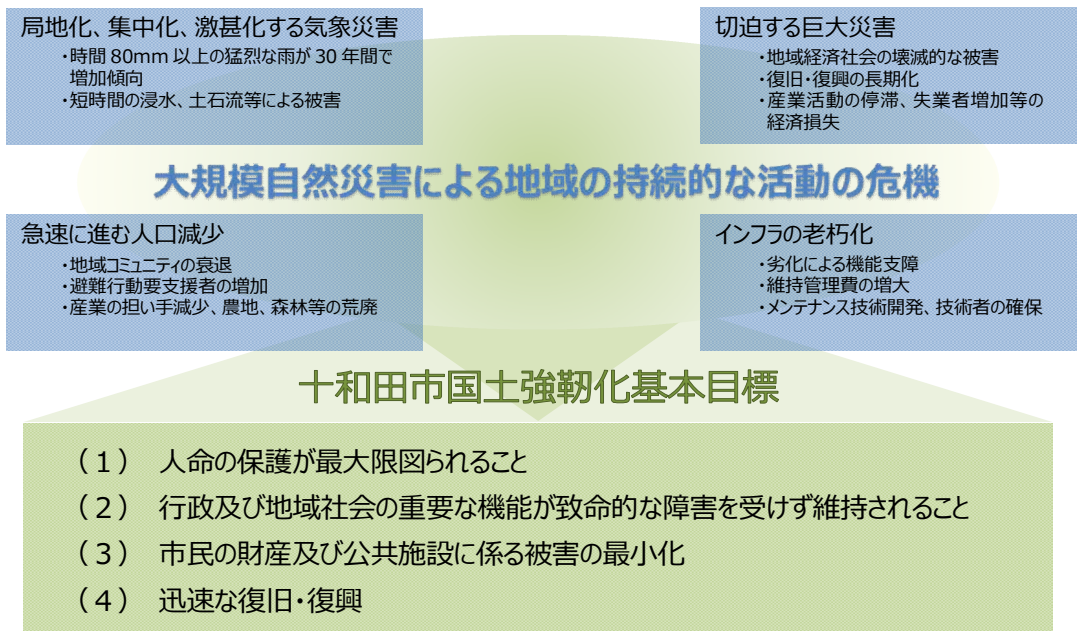 局地化、集中化、激甚化する気象災害
・時間 80mm 以上の猛烈な雨が 30 年間で
増加傾向
・短時間の浸水、土石流等による被害
切迫する巨大災害
・地域経済社会の壊滅的な被害
・復旧・復興の長期化
・産業活動の停滞、失業者増加等の
経済損失
大規模自然災害による地域の持続的な活動の危機
急速に進む人口減少
・地域コミュニティの衰退
・避難行動要支援者の増加
・産業の担い手減少、農地、森林等の荒廃
インフラの老朽化
・劣化による機能支障
・維持管理費の増大
・メンテナンス技術開発、技術者の確保
十和田市国土強靭化基本目標
（１） 人命の保護が最大限図られること
（２） 行政及び地域社会の重要な機能が致命的な障害を受けず維持されること
（３） 市民の財産及び公共施設に係る被害の最小化
（４） 迅速な復旧・復興